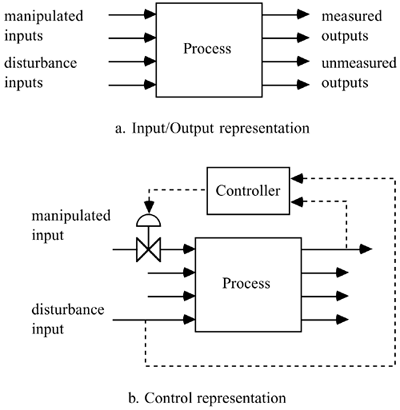 manipulated
inputs
disturbance
inputs
Process
measured
outputs
unmeasured
outputs
a. Input/Output representation
Controller
manipulated
input
Process
disturbance
input
b. Control representation